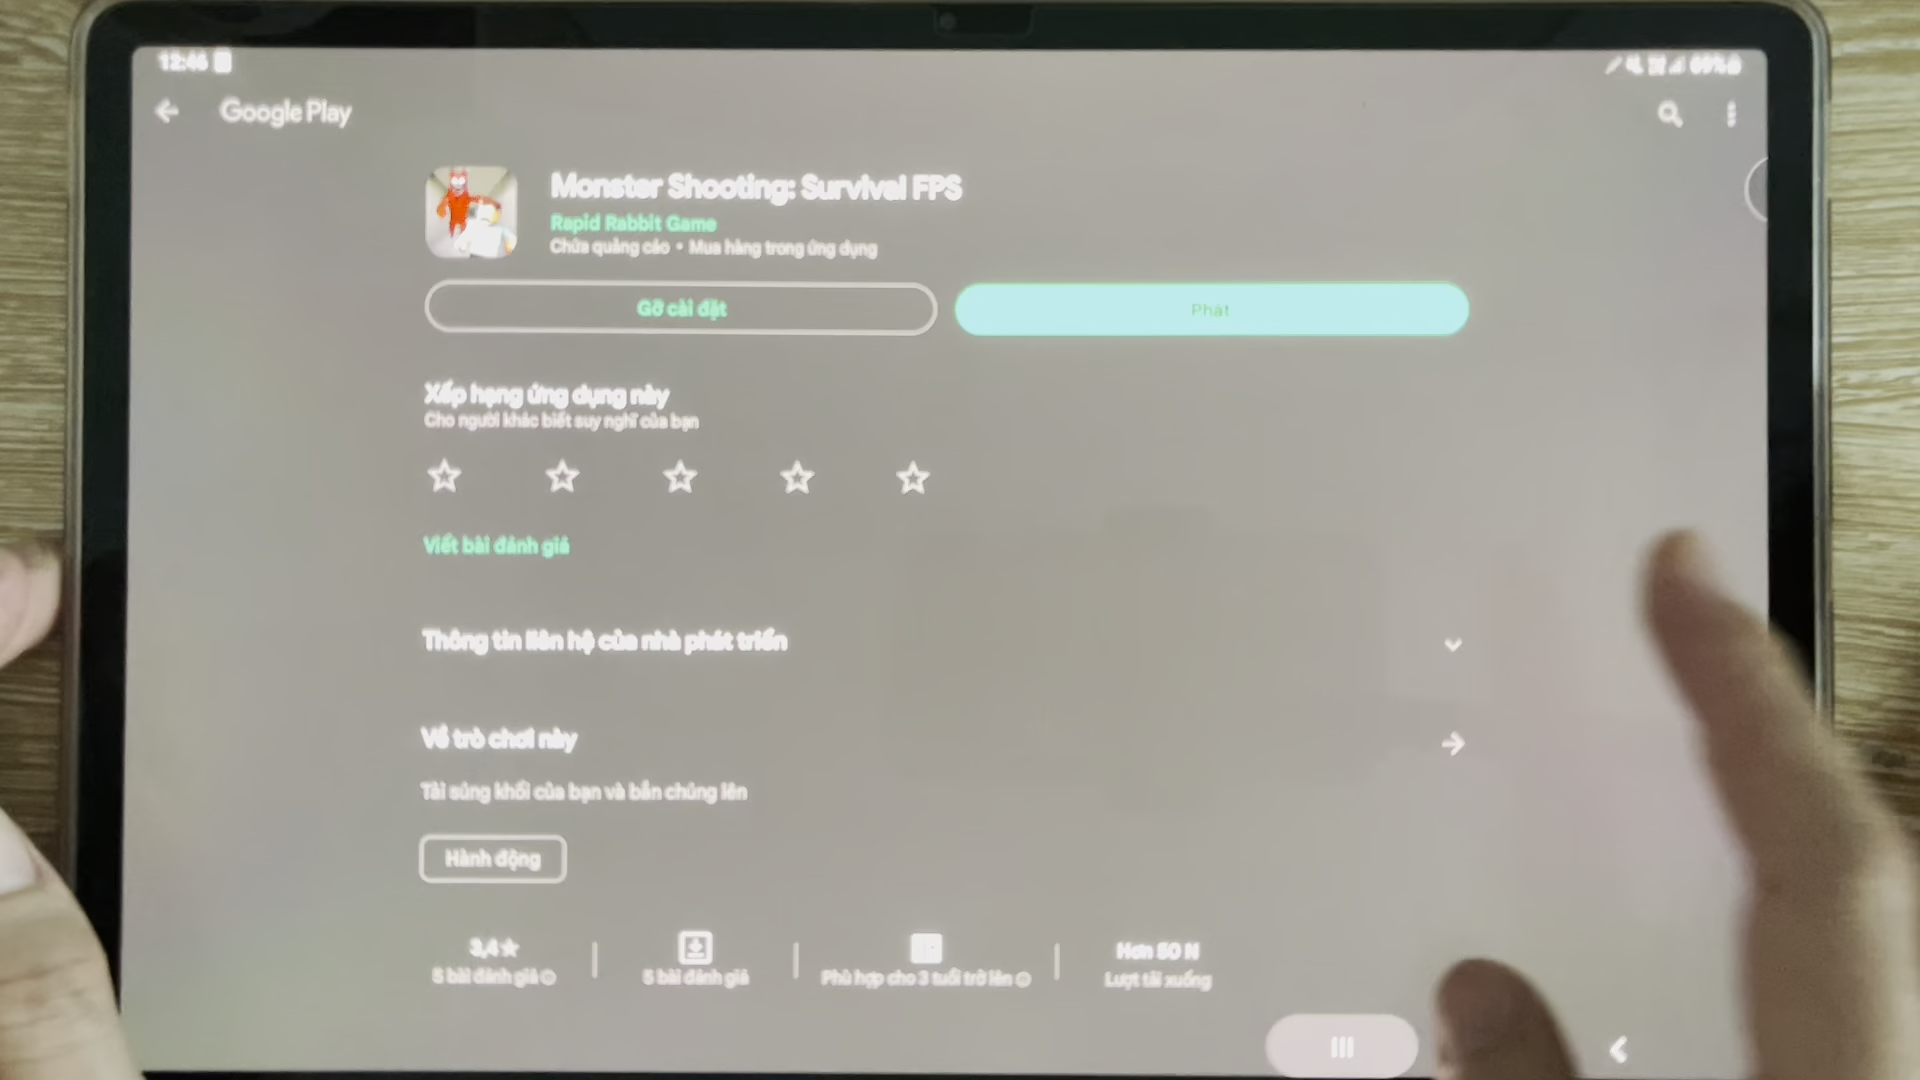 12:46
69%
Google Play
Monster Shooting: Survival FPS
Rapid Rabbit Game
Chứa quảng cáo • Mua hàng trong ứng dụng
Gỡ cài đặt
Phát
Xếp hạng ứng dụng này
Cho người khác biết suy nghĩ của bạn
Viết bài đánh giá
Thông tin liên hệ của nhà phát triển
Về trò chơi này
Tải súng khối của bạn và bắn chúng lên
Hành động
3,4★
5 bài đánh giá
5 bài đánh giá
Phù hợp cho 3 tuổi trở lên
Hơn 50 N
Lượt tải xuống